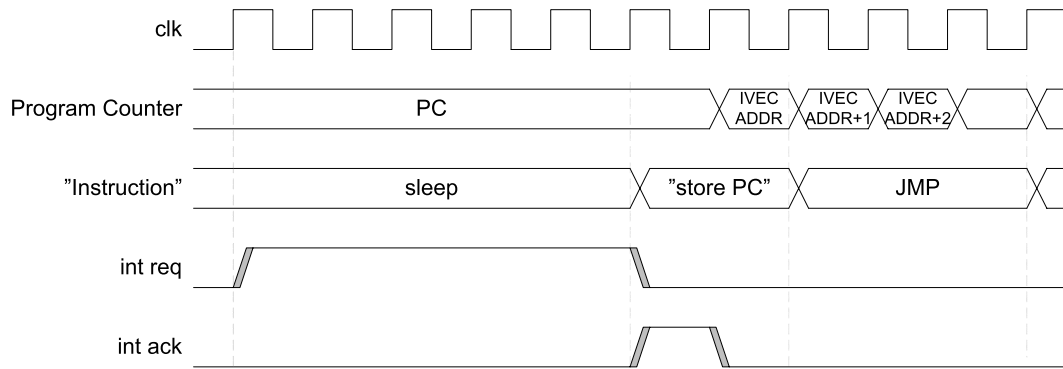 clk
Program Counter
PC
IVEC
ADDR
IVEC
ADDR+1
IVEC
ADDR+2
”Instruction”
sleep
”store PC”
JMP
int req
int ack